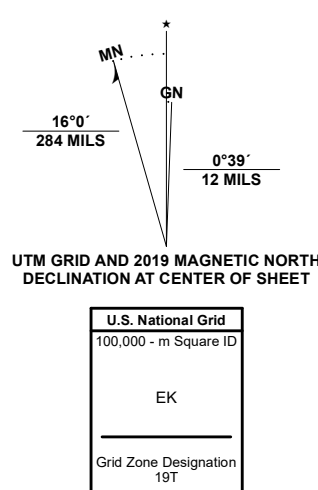 ★
MN
GN
16°0´
284 MILS
0°39´
12 MILS
UTM GRID AND 2019 MAGNETIC NORTH
DECLINATION AT CENTER OF SHEET
U.S. National Grid
100,000 - m Square ID
EK
Grid Zone Designation
19T